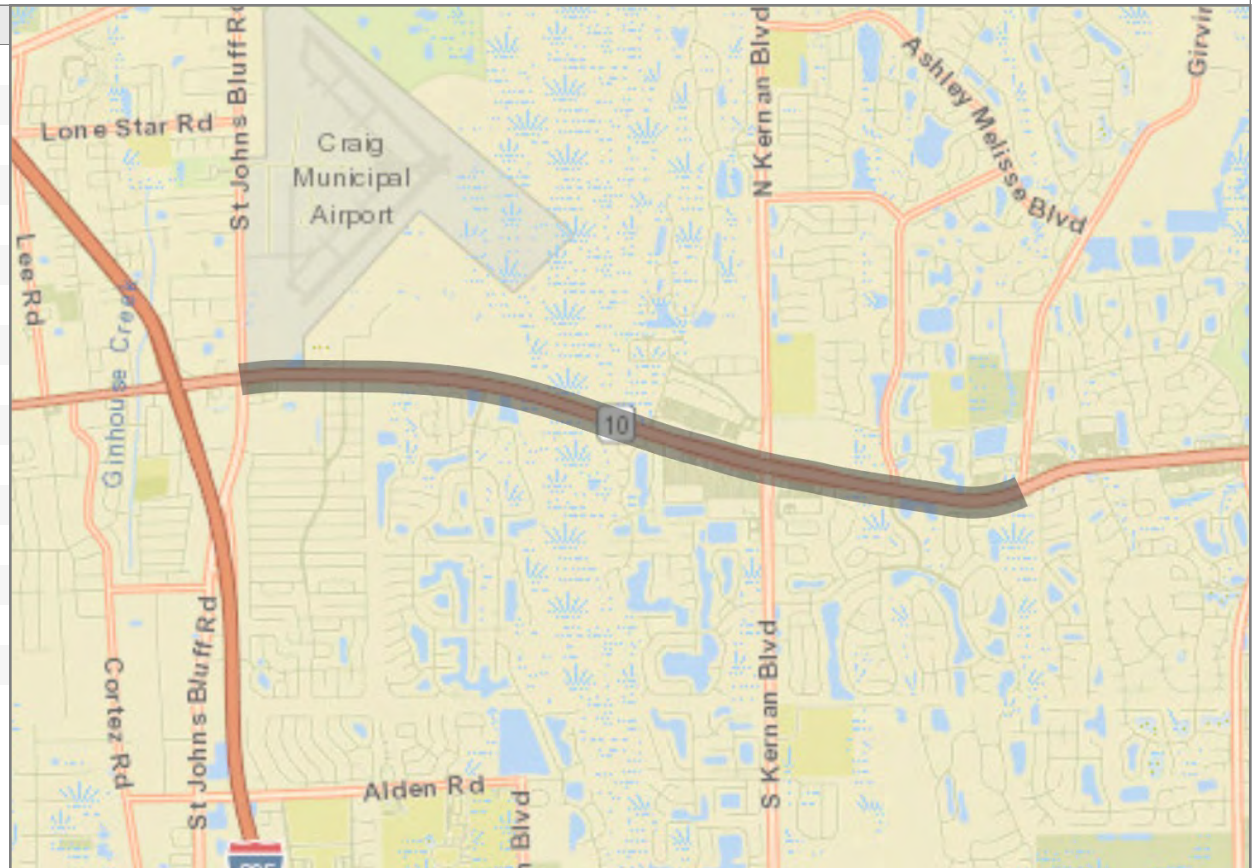 St Johns Bluff Rd
N Kernan Blvd
Girvin
Ashley Melisse Blvd
Lone Star Rd
Craig
Municipal
Airport
Lee Rd
Ginhouse Creek
10
St Johns Bluff Rd
Cortez Rd
S Kernan Blvd
Alden Rd
n Blvd